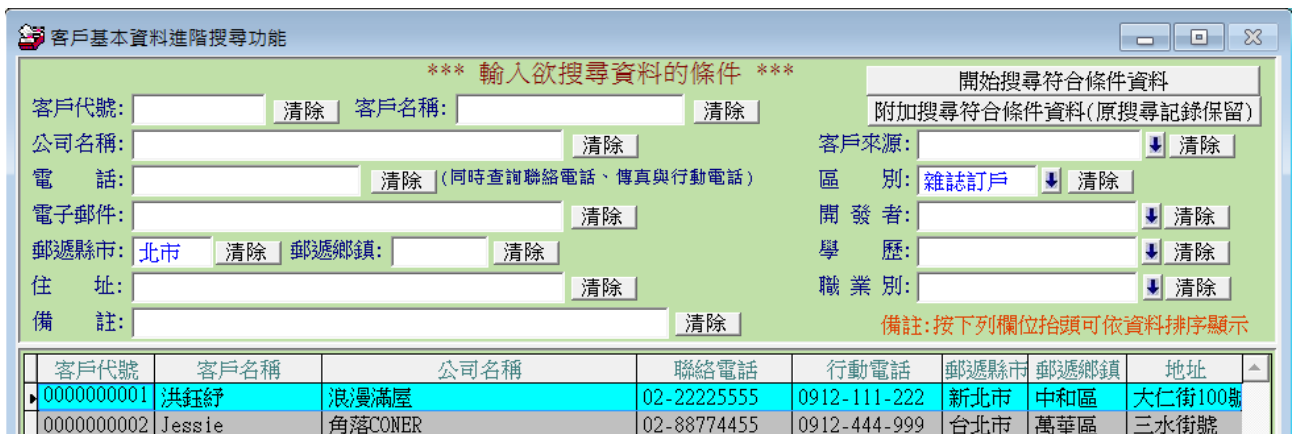 客戶基本資料進階搜尋功能
*** 輸入欲搜尋資料的條件 *** 開始搜尋符合條件資料
客戶代號: 清除 客戶名稱: 清除 附加搜尋符合條件資料(原搜尋記錄保留)
公司名稱: 清除 客戶來源: 清除
電 話: 清除 (同時查詢聯絡電話、傳真與行動電話) 區 別: 雜誌訂戶 清除
電子郵件: 清除 開 發 者: 清除
郵遞縣市: 北市 清除 郵遞鄉鎮: 清除 學 歷: 清除
住 址: 清除 職 業 別: 清除
備 註: 清除 備註:按下列欄位抬頭可依資料排序顯示
客戶代號 客戶名稱 公司名稱 聯絡電話 行動電話 郵遞縣市 郵遞鄉鎮 地址
0000000001 洪鈺紓 浪漫滿屋 02-22225555 0912-111-222 新北市 中和區 大仁街100號
0000000002 Jessie 角落CONER 02-88774455 0912-444-999 台北市 萬華區 三水街號